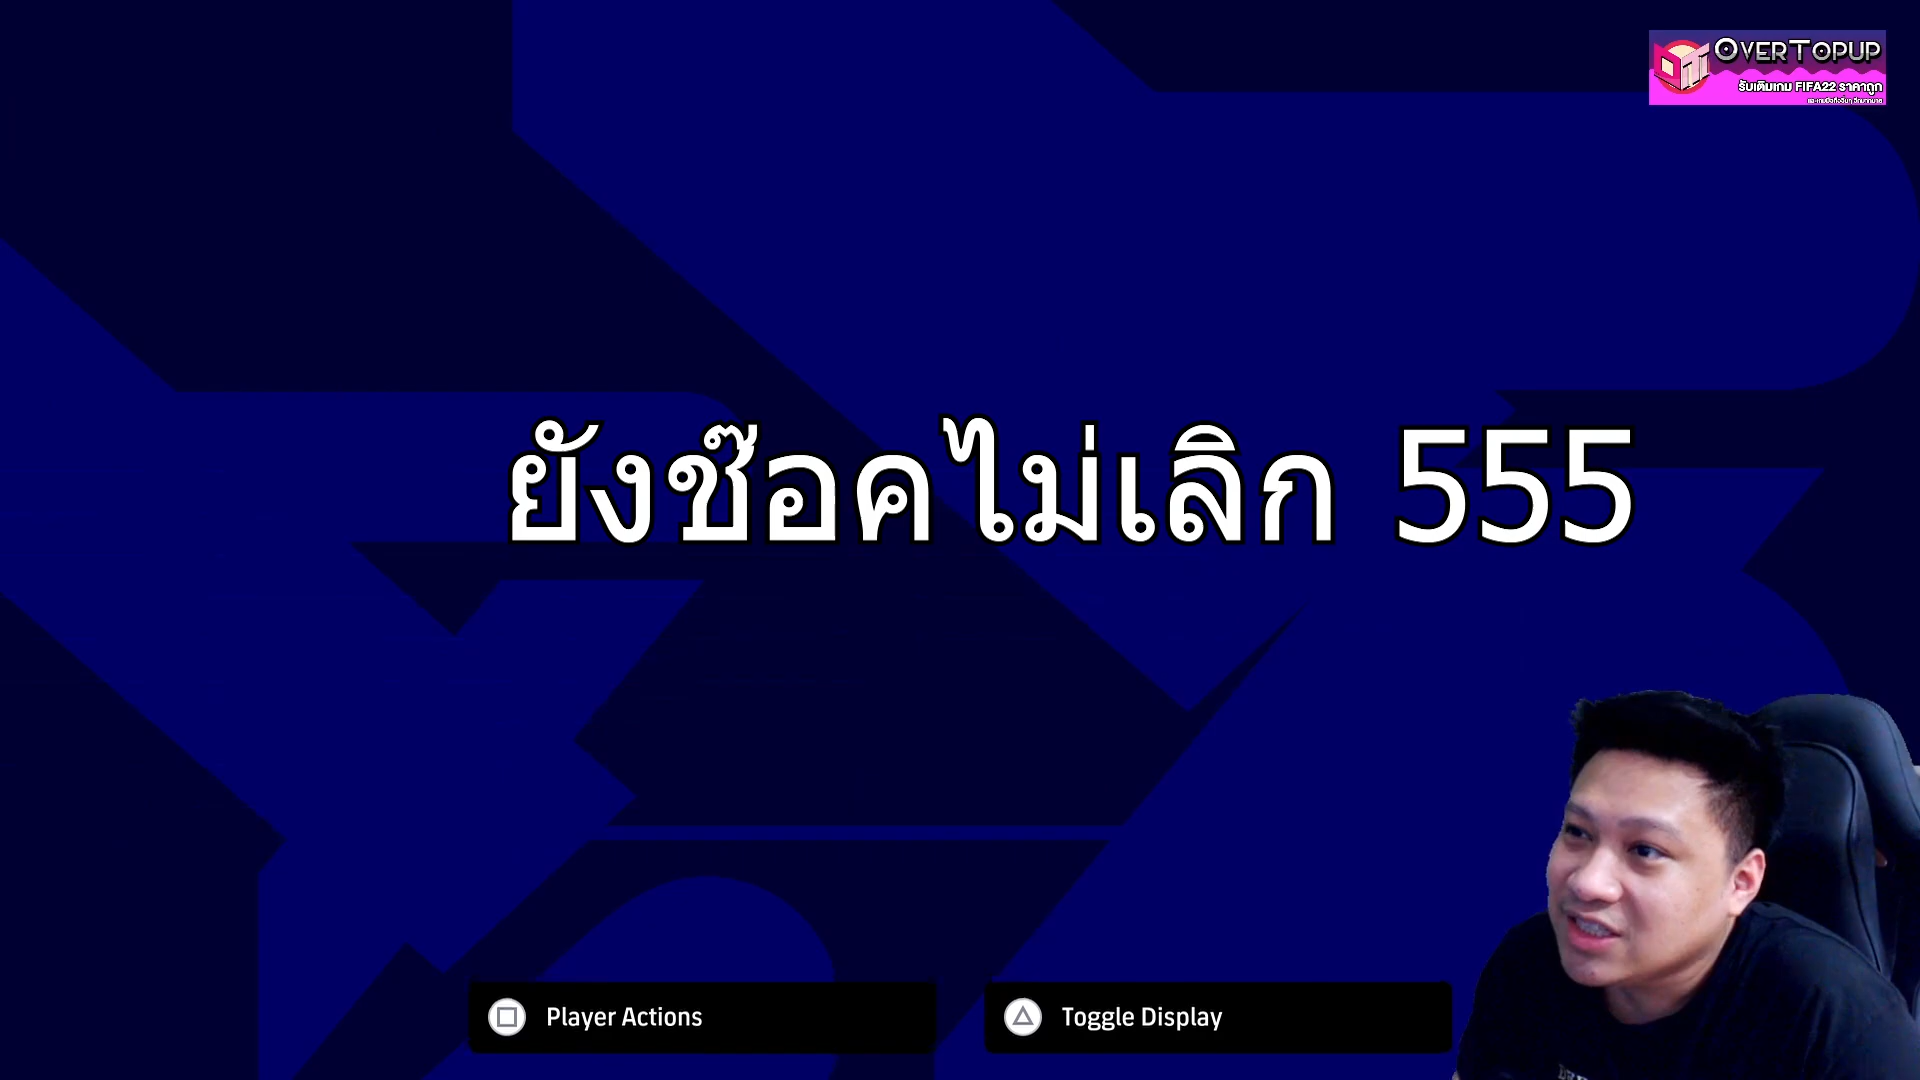 OVERTOPUP
รับเติมเกม FIFA22 ราคาถูก
ยังช๊อคไม่เลิก 555
Player Actions
Toggle Display